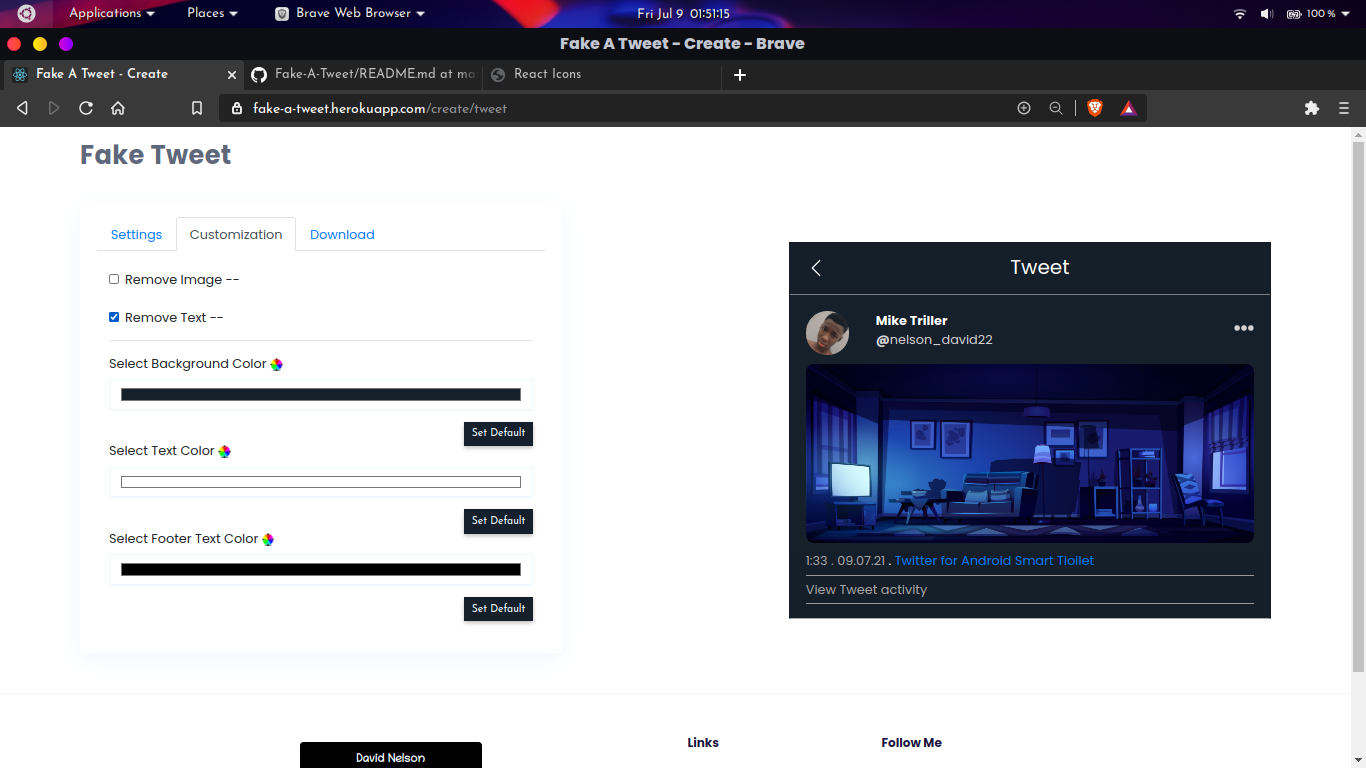 Applications Places Brave Web Browser Fri Jul 9 01:51:15 100 %
Fake A Tweet - Create - Brave
Fake A Tweet - Create Fake-A-Tweet/README.md at ma React Icons
fake-a-tweet.herokuapp.com/create/tweet
Fake Tweet
Settings Customization Download
Remove Image --
Remove Text --
Select Background Color
Set Default
Select Text Color
Set Default
Select Footer Text Color
Set Default
Tweet
Mike Triller
@nelson_david22
1:33 . 09.07.21 . Twitter for Android Smart Tiollet
View Tweet activity
David Nelson
Links
Follow Me